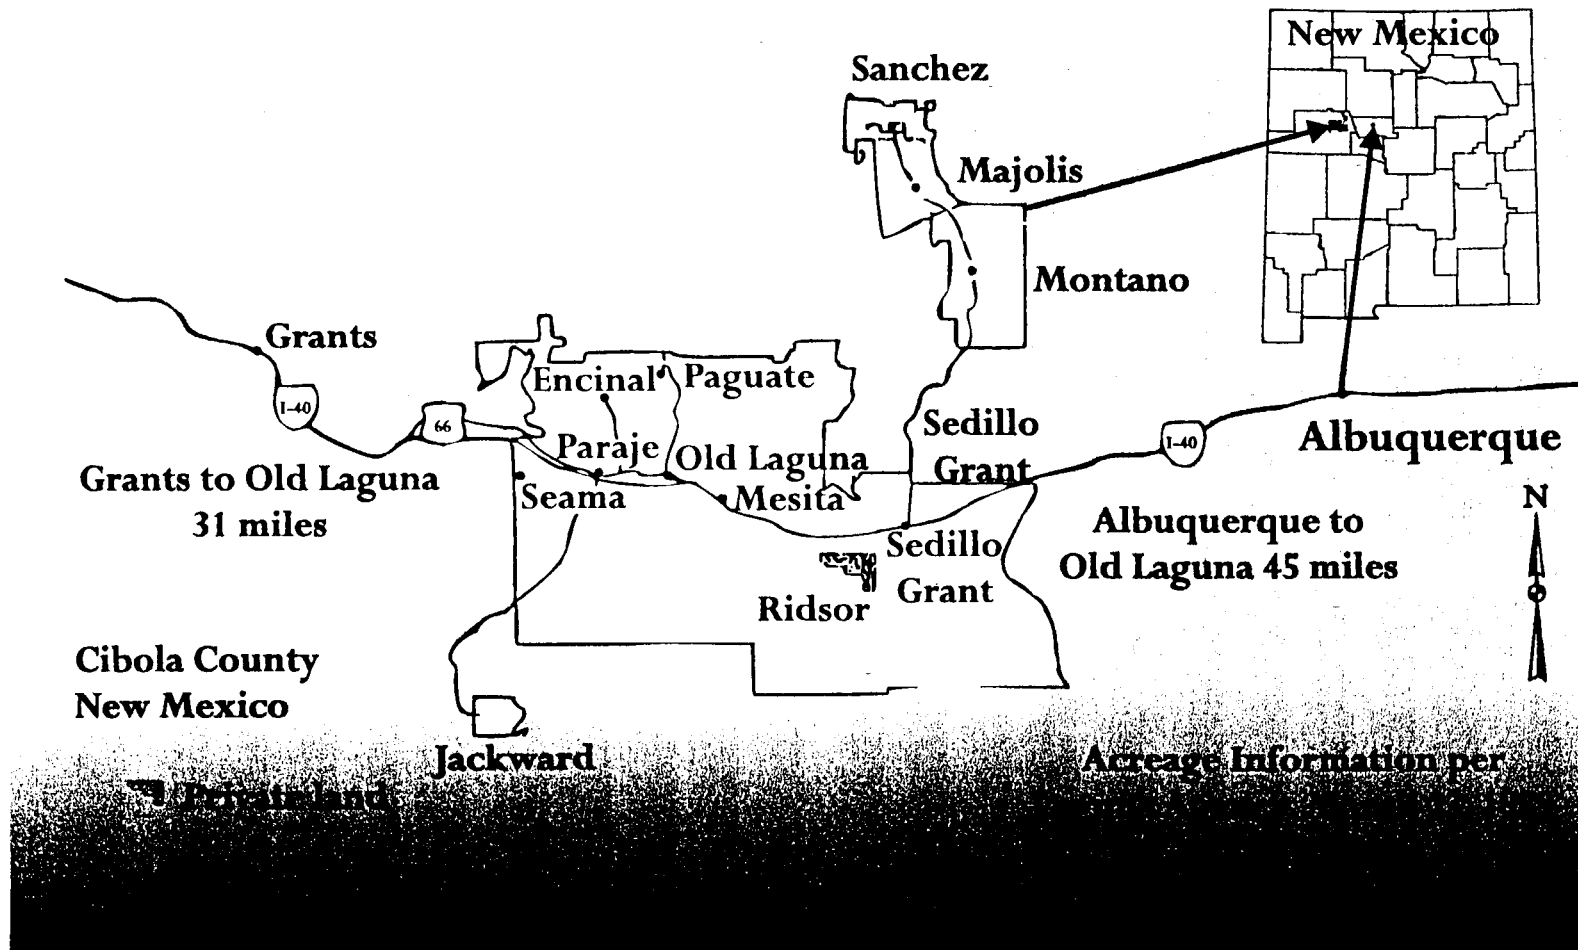 New Mexico
Sanchez
Majolis
Montano
Grants
Encinal
Paguate
I-40
66
Sedillo
Grant
I-40
Albuquerque
Paraje
Old Laguna
Grants to Old Laguna
31 miles
Seama
Mesita
N
Albuquerque to
Old Laguna 45 miles
Sedillo
Grant
Ridsor
Cibola County
New Mexico
Jackward
Acreage Information per
Private land